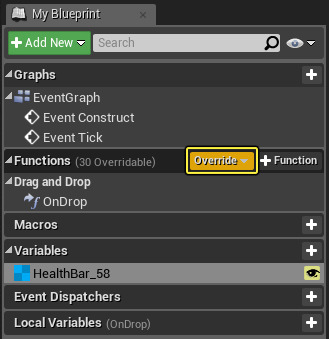 My Blueprint
Add New Search
Graphs
EventGraph
Event Construct
Event Tick
Functions (30 Overridable) Override Function
Drag and Drop
OnDrop
Macros
Variables
HealthBar_58
Event Dispatchers
Local Variables (OnDrop)